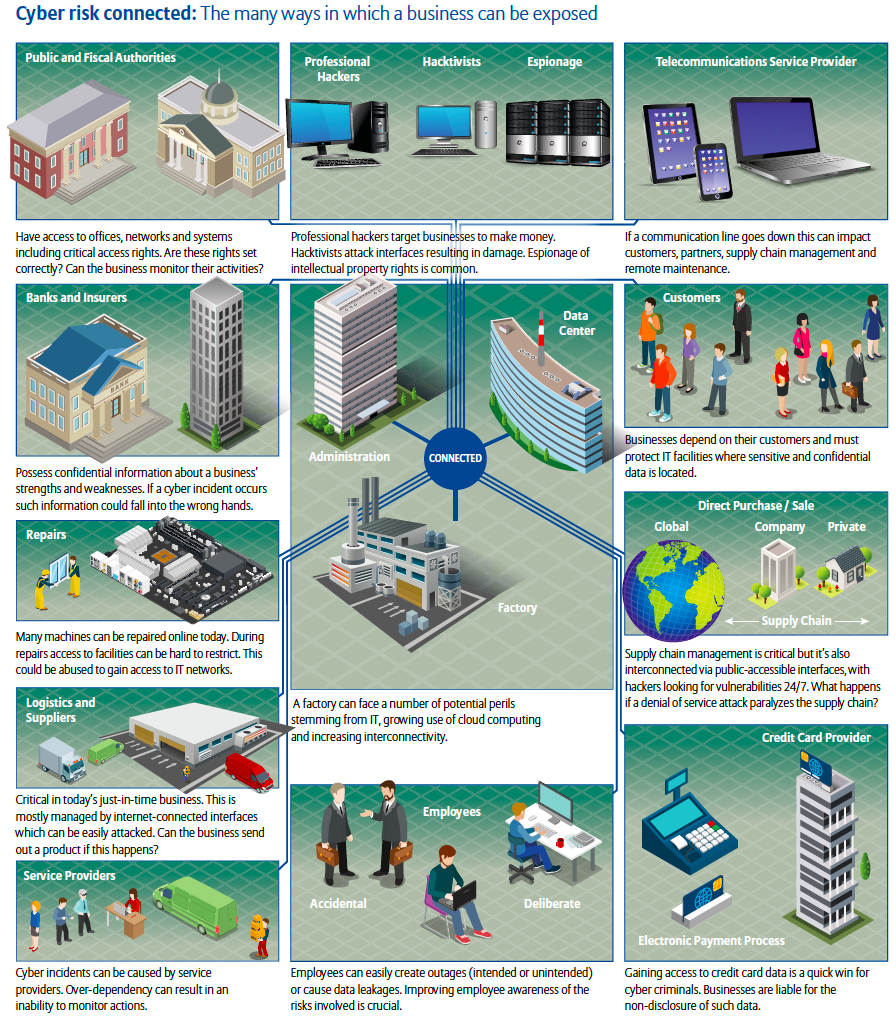 Cyber risk connected: The many ways in which a business can be exposed
Public and Fiscal Authorities
Have access to offices, networks and systems
including critical access rights. Are these rights set
correctly? Can the business monitor their activities?
Professional
Hackers
Hacktivists
Espionage
Professional hackers target businesses to make money.
Hacktivists attack interfaces resulting in damage. Espionage of
intellectual property rights is common.
Telecommunications Service Provider
If a communication line goes down this can impact
customers, partners, supply chain management and
remote maintenance.
Banks and Insurers
BANK
Possess confidential information about a business'
strengths and weaknesses. If a cyber incident occurs
such information could fall into the wrong hands.
Data
Center
Administration
CONNECTED
Factory
A factory can face a number of potential perils
stemming from IT, growing use of cloud computing
and increasing interconnectivity.
Customers
Businesses depend on their customers and must
protect IT facilities where sensitive and confidential
data is located.
Repairs
Many machines can be repaired online today. During
repairs access to facilities can be hard to restrict. This
could be abused to gain access to IT networks.
Direct Purchase / Sale
Global
Company
Private
Supply Chain
Supply chain management is critical but it's also
interconnected via public-accessible interfaces, with
hackers looking for vulnerabilities 24/7. What happens
if a denial of service attack paralyzes the supply chain?
Logistics and
Suppliers
Critical in today's just-in-time business. This is
mostly managed by internet-connected interfaces
which can be easily attacked. Can the business send
out a product if this happens?
Service Providers
Cyber incidents can be caused by service
providers. Over-dependency can result in an
inability to monitor actions.
Employees
Accidental
Deliberate
Employees can easily create outages (intended or unintended)
or cause data leakages. Improving employee awareness of the
risks involved is crucial.
Credit Card Provider
Electronic Payment Process
Gaining access to credit card data is a quick win for
cyber criminals. Businesses are liable for the
non-disclosure of such data.